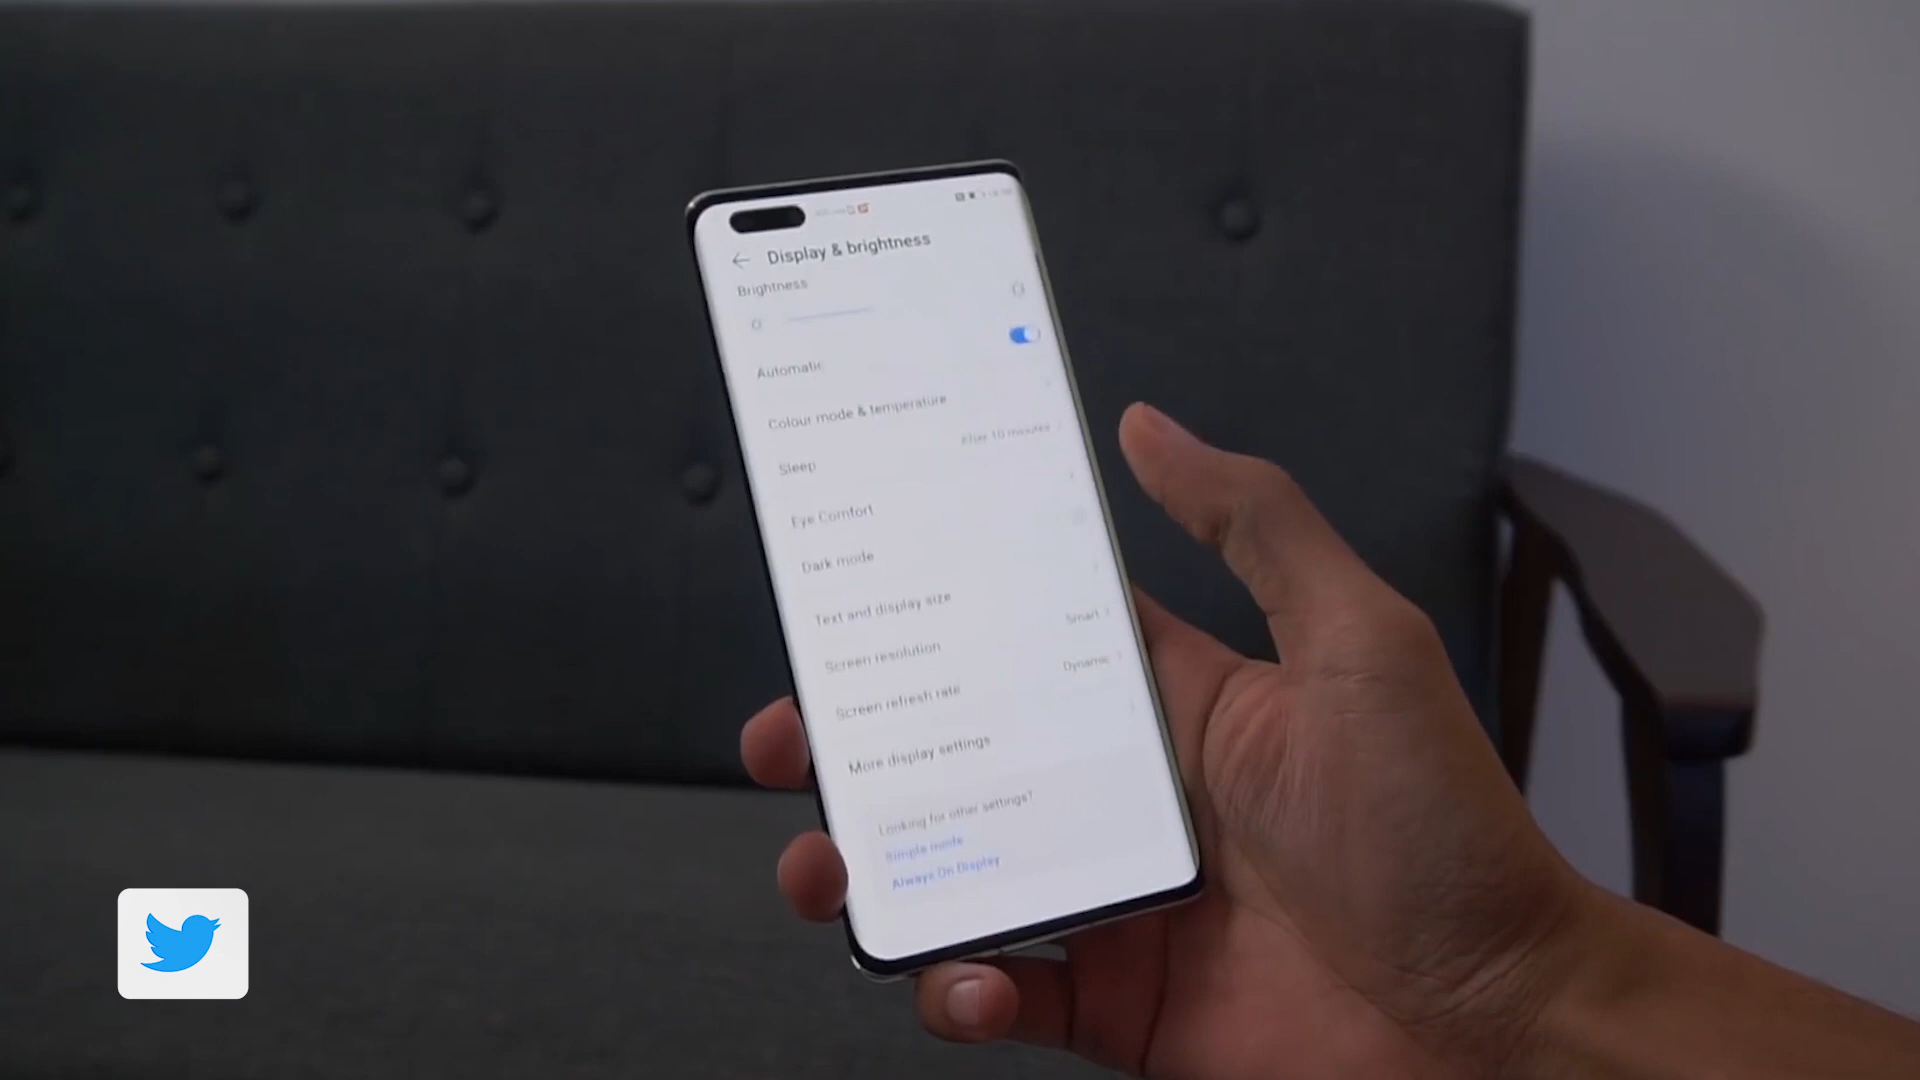 Display & brightness
Brightness
Automatic
Colour mode & temperature
Sleep
After 10 minutes
Eye Comfort
Dark mode
Text and display size
Screen resolution
Smart
Screen refresh rate
Dynamic
More display settings
Looking for other settings?
Simple mode
Always On Display